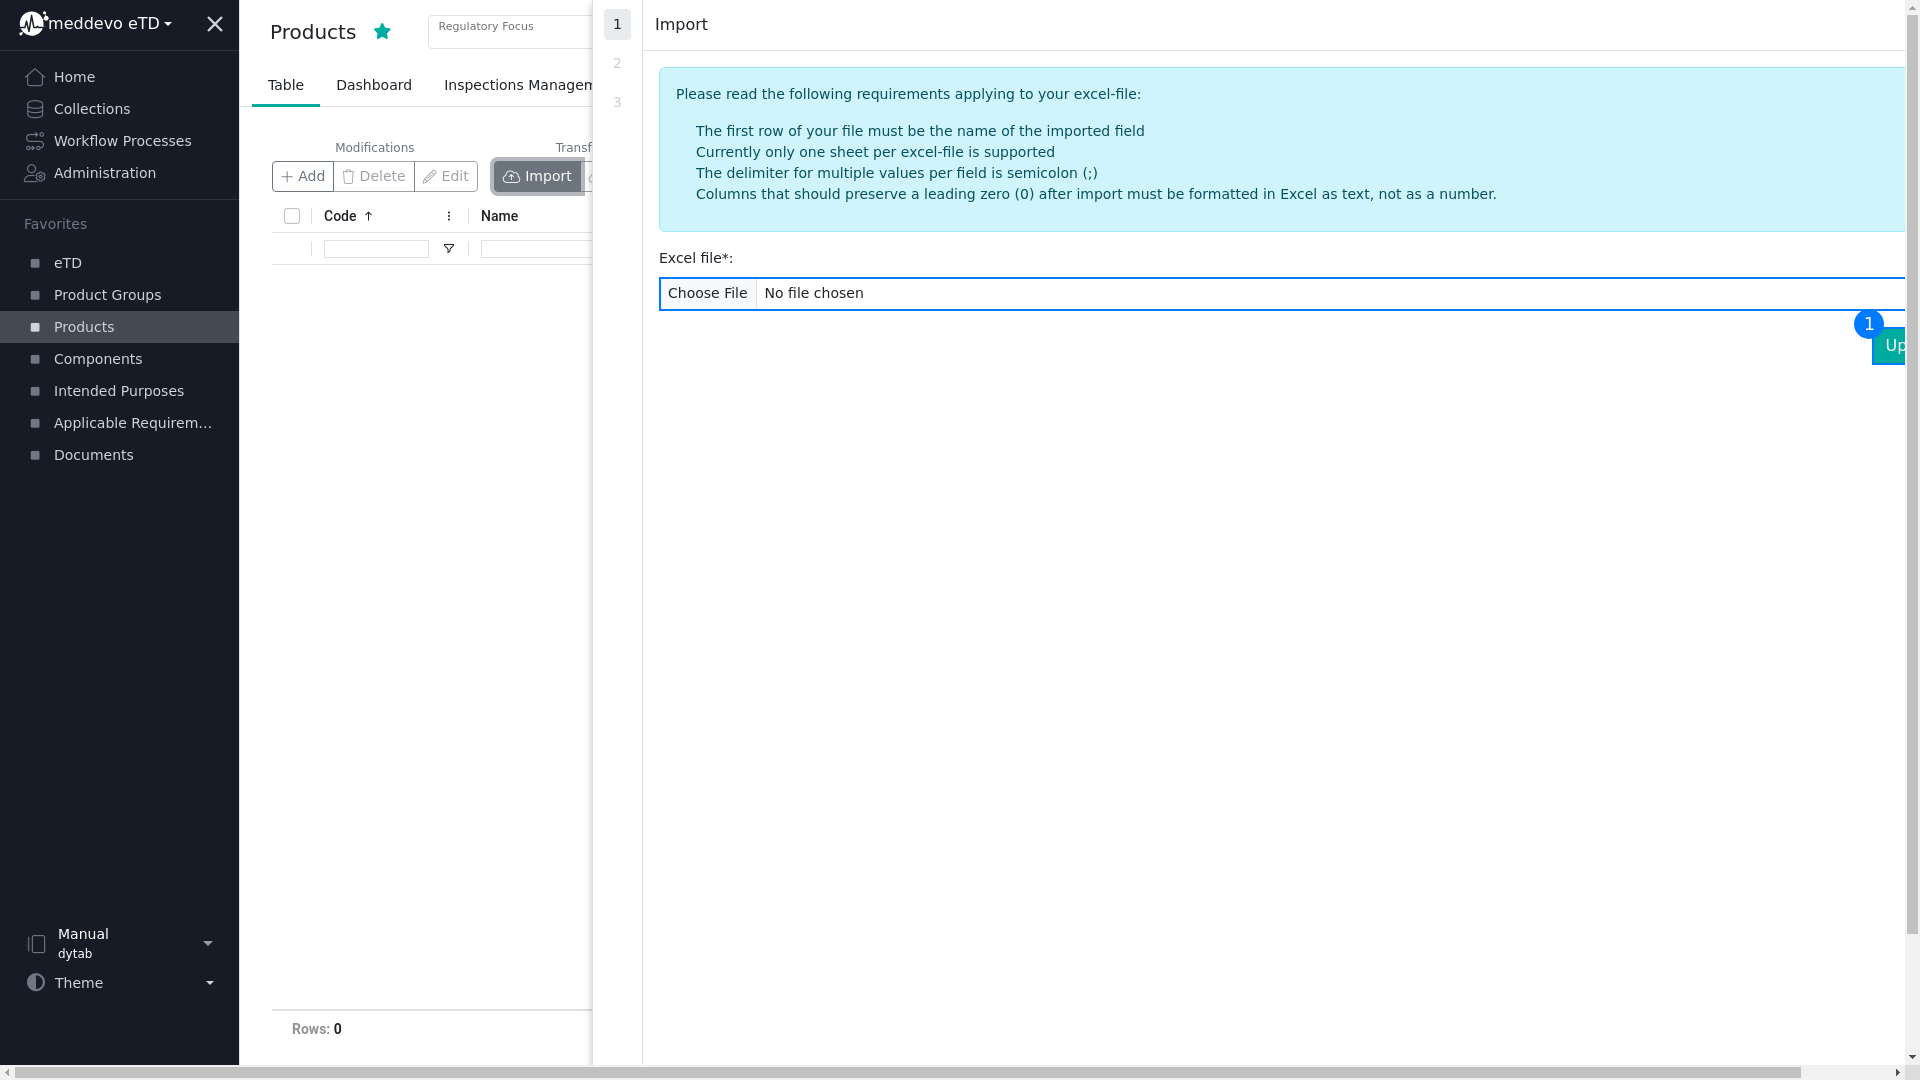 meddevo eTD
Home
Collections
Workflow Processes
Administration
Favorites
eTD
Product Groups
Products
Components
Intended Purposes
Applicable Requirem...
Documents
Manual
dytab
Theme
Products
Regulatory Focus
Table
Dashboard
Inspections Managem
Modifications
Transf
Add
Delete
Edit
Import
Code
Name
Rows: 0
1
2
3
Import
Please read the following requirements applying to your excel-file:
The first row of your file must be the name of the imported field
Currently only one sheet per excel-file is supported
The delimiter for multiple values per field is semicolon (;)
Columns that should preserve a leading zero (0) after import must be formatted in Excel as text, not as a number.
Excel file*:
Choose File
No file chosen
1
Up